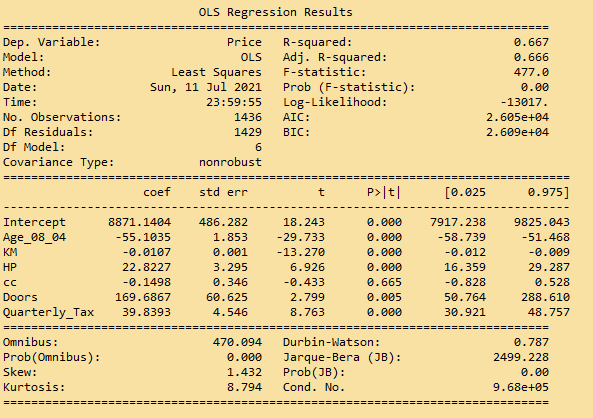 OLS Regression Results
Dep. Variable: Price R-squared: 0.667
Model: OLS Adj. R-squared: 0.666
Method: Least Squares F-statistic: 477.0
Date: Sun, 11 Jul 2021 Prob (F-statistic): 0.00
Time: 23:59:55 Log-Likelihood: -13017.
No. Observations: 1436 AIC: 2.605e+04
Df Residuals: 1429 BIC: 2.609e+04
Df Model: 6
Covariance Type: nonrobust
coef std err t P>|t| [0.025 0.975]
Intercept 8871.1404 486.282 18.243 0.000 7917.238 9825.043
Age_08_04 -55.1035 1.853 -29.733 0.000 -58.739 -51.468
KM -0.0107 0.001 -13.270 0.000 -0.012 -0.009
HP 22.8227 3.295 6.926 0.000 16.359 29.287
cc -0.1498 0.346 -0.433 0.665 -0.828 0.528
Doors 169.6867 60.625 2.799 0.005 50.764 288.610
Quarterly_Tax 39.8393 4.546 8.763 0.000 30.921 48.757
Omnibus: 470.094 Durbin-Watson: 0.787
Prob(Omnibus): 0.000 Jarque-Bera (JB): 2499.228
Skew: 1.432 Prob(JB): 0.00
Kurtosis: 8.794 Cond. No. 9.68e+05